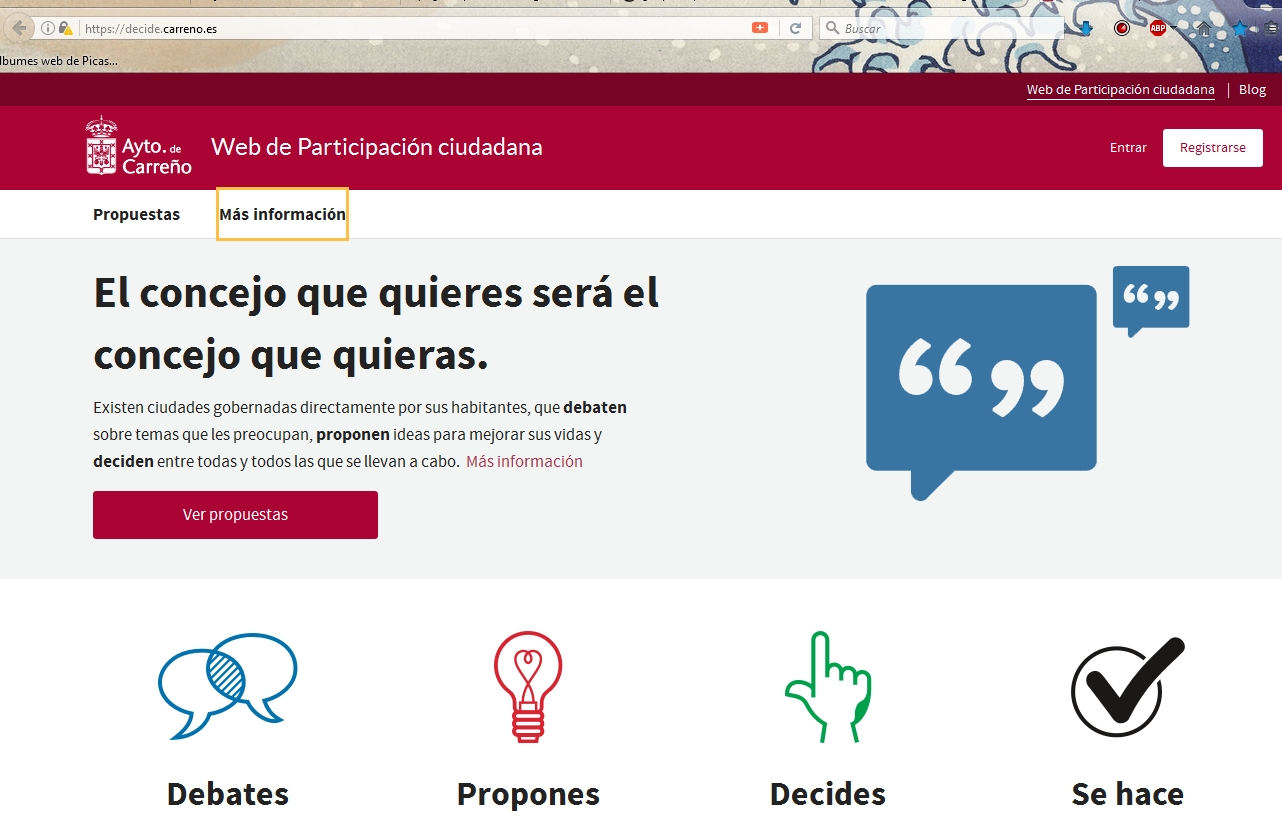 https://decide.carreno.es
Buscar
ABP
lbumes web de Picas...
Web de Participación ciudadana | Blog
Ayto. de
Carreño
Web de Participación ciudadana
Entrar
Registrarse
Propuestas
Más información
El concejo que quieres será el
concejo que quieras.
Existen ciudades gobernadas directamente por sus habitantes, que debaten
sobre temas que les preocupan, proponen ideas para mejorar sus vidas y
deciden entre todas y todos las que se llevan a cabo. Más información
Ver propuestas
“ ”
“ ”
Debates
Propones
Decides
Se hace